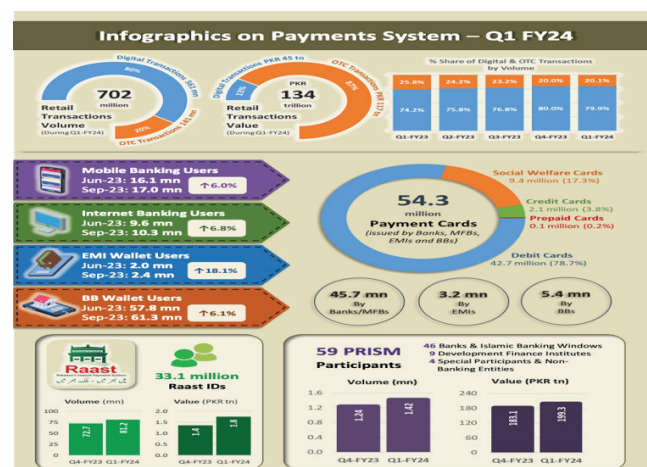 Infographics on Payments System – Q1 FY24
Digital Transactions 561 mn
80%
702
million
Retail
Transactions
Volume
(During Q1-FY24)
20%
OTC Transactions 141 mn
Digital Transactions PKR 45 tn
13%
PKR
134
trillion
Retail
Transactions
Value
(During Q1-FY24)
87%
OTC Transactions PKR 117 tn
% Share of Digital & OTC Transactions
by Volume
25.8% 24.2% 23.2% 20.0% 20.1%
74.2% 75.8% 76.8% 80.0% 79.9%
Q1-FY23 Q2-FY23 Q3-FY23 Q4-FY23 Q1-FY24
Mobile Banking Users
Jun-23: 16.1 mn
Sep-23: 17.0 mn
↑6.0%
Internet Banking Users
Jun-23: 9.6 mn
Sep-23: 10.3 mn
↑6.8%
EMI Wallet Users
Jun-23: 2.0 mn
Sep-23: 2.4 mn
↑18.1%
BB Wallet Users
Jun-23: 57.8 mn
Sep-23: 61.3 mn
↑6.1%
54.3
million
Payment Cards
(issued by Banks, MFBs,
EMIs and BBs)
Social Welfare Cards
9.4 million (17.3%)
Credit Cards
2.1 million (3.8%)
Prepaid Cards
0.1 million (0.2%)
Debit Cards
42.7 million (78.7%)
45.7 mn
By
Banks/MFBs
3.2 mn
By
EMIs
5.4 mn
By
BBs
Raast
33.1 million
Raast IDs
Volume (mn)
100
75
50
25
0
72.7
81.2
Q4-FY23 Q1-FY24
Value (PKR tn)
2.0
1.5
1.0
0.5
0.0
1.4
1.8
Q4-FY23 Q1-FY24
59 PRISM
Participants
46 Banks & Islamic Banking Windows
9 Development Finance Institutes
4 Special Participants & Non-
Banking Entities
Volume (mn)
1.6
1.2
0.8
0.4
0.0
1.24
1.42
Q4-FY23 Q1-FY24
Value (PKR tn)
240
180
120
60
0
183.1
199.3
Q4-FY23 Q1-FY24